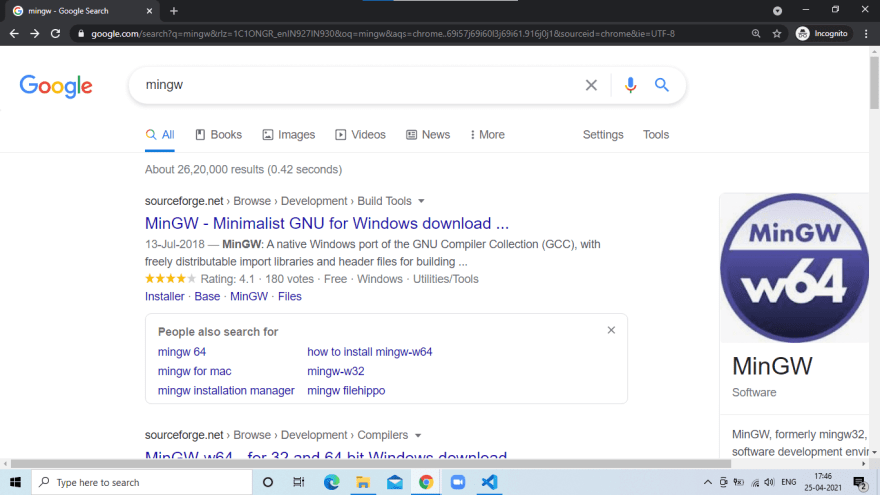 mingw - Google Search
google.com/search?q=mingw&rlz=1C1ONGR_enIN927IN930&oq=mingw&aqs=chrome..69i57j69i60l3j69i61.916j0j1&sourceid=chrome&ie=UTF-8
Incognito
Google
mingw
All Books Images Videos News More Settings Tools
About 26,20,000 results (0.42 seconds)
sourceforge.net › Browse › Development › Build Tools
MinGW - Minimalist GNU for Windows download ...
13-Jul-2018 — MinGW: A native Windows port of the GNU Compiler Collection (GCC), with
freely distributable import libraries and header files for building ...
Rating: 4.1 · 180 votes · Free · Windows · Utilities/Tools
Installer · Base · MinGW · Files
People also search for
mingw 64 how to install mingw-w64
mingw for mac mingw-w32
mingw installation manager mingw filehippo
sourceforge.net › Browse › Development › Compilers
MinGW-w64 - for 32 and 64 bit Windows download
MinGW
w64
MinGW
Software
MinGW, formerly mingw32,
software development envir
Type here to search
ENG
17:46
25-04-2021
2